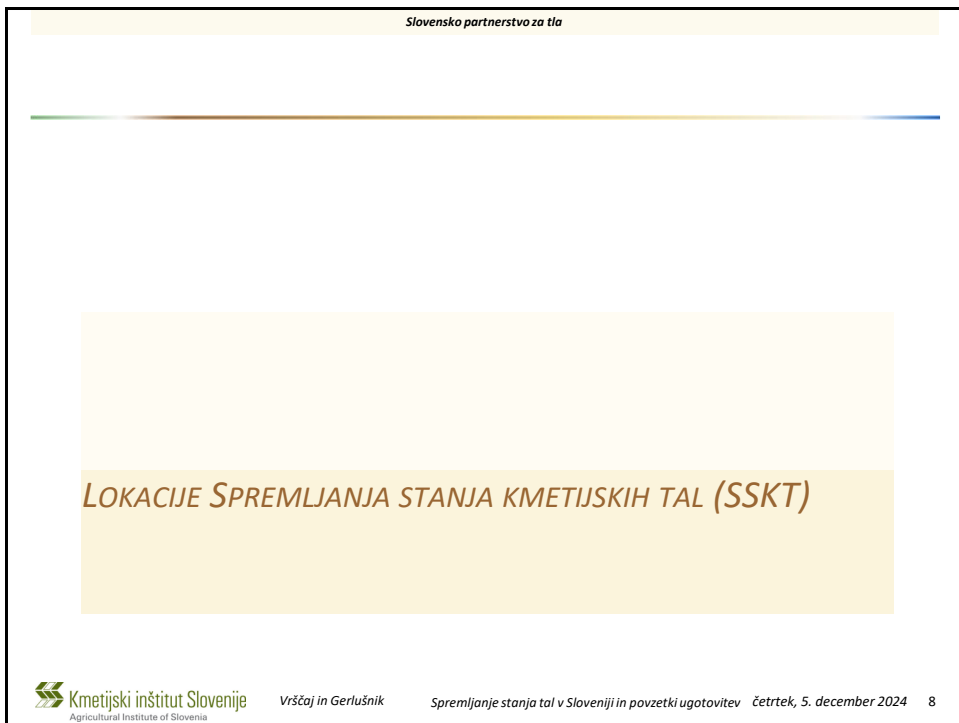 Slovensko partnerstvo za tla
LOKACIJE SPREMLJANJA STANJA KMETIJSKIH TAL (SSKT)
Kmetijski inštitut Slovenije
Agricultural Institute of Slovenia
Vrščaj in Gerlušnik
Spremljanje stanja tal v Sloveniji in povzetki ugotovitev
četrtek, 5. december 2024
8